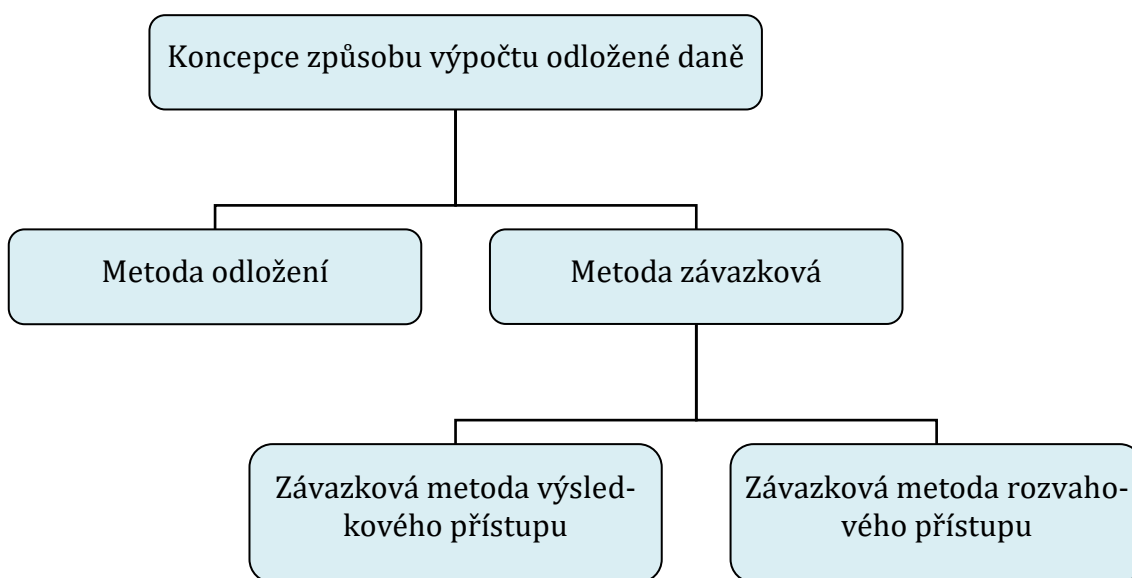 Koncepce způsobu výpočtu odložené daně
Metoda odložení
Metoda závazková
Závazková metoda výsled-
kového přístupu
Závazková metoda rozvaho-
vého přístupu